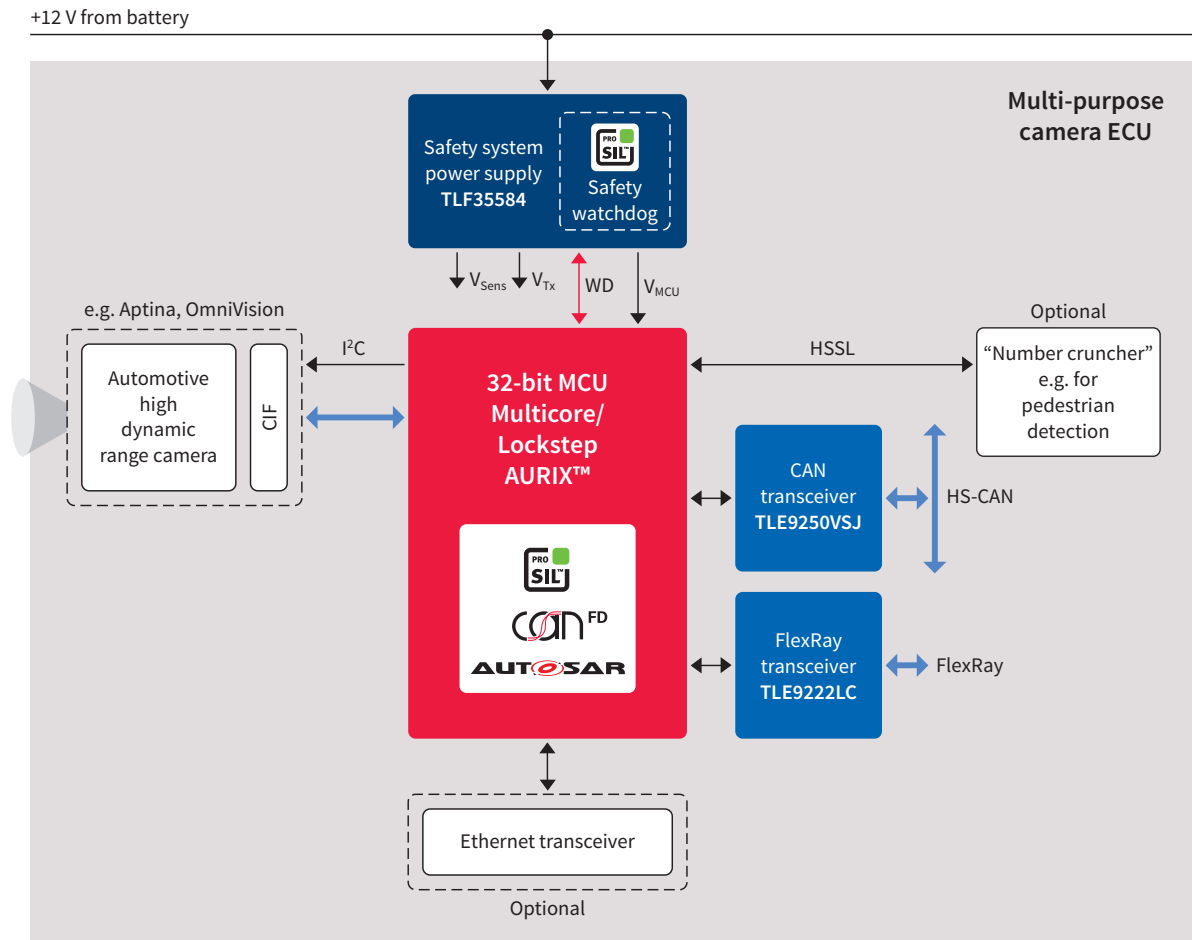 +12 V from battery
Multi-purpose
camera ECU
Safety system
power supply
TLF35584
PRO
SIL™
Safety
watchdog
VSens
VTx
WD
VMCU
e.g. Aptina, OmniVision
Automotive
high
dynamic
range camera
CIF
I²C
32-bit MCU
Multicore/
Lockstep
AURIX™
PRO
SIL™
CAN FD
AUTOSAR
HSSL
Optional
“Number cruncher”
e.g. for
pedestrian
detection
CAN
transceiver
TLE9250VSJ
HS-CAN
FlexRay
transceiver
TLE9222LC
FlexRay
Ethernet transceiver
Optional